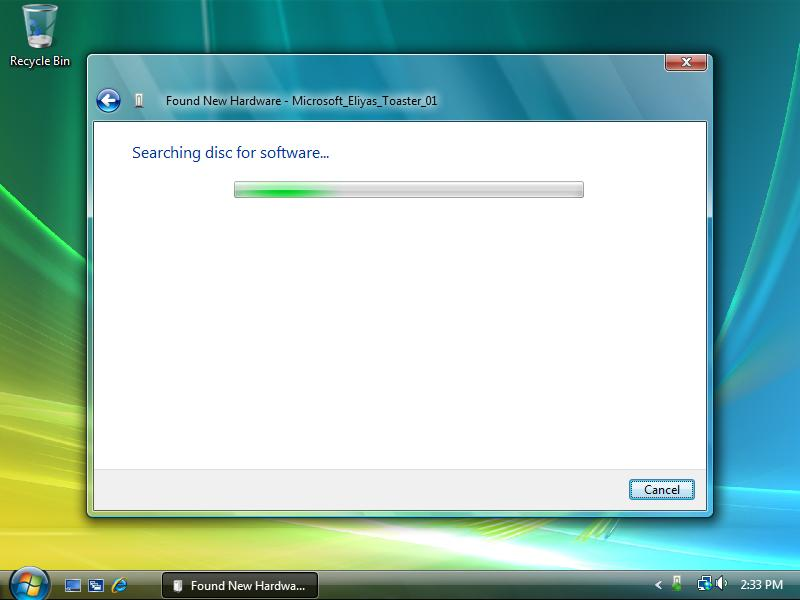 Recycle Bin
Found New Hardware - Microsoft_Eliyas_Toaster_01
Searching disc for software...
Cancel
Found New Hardwa...
2:33 PM